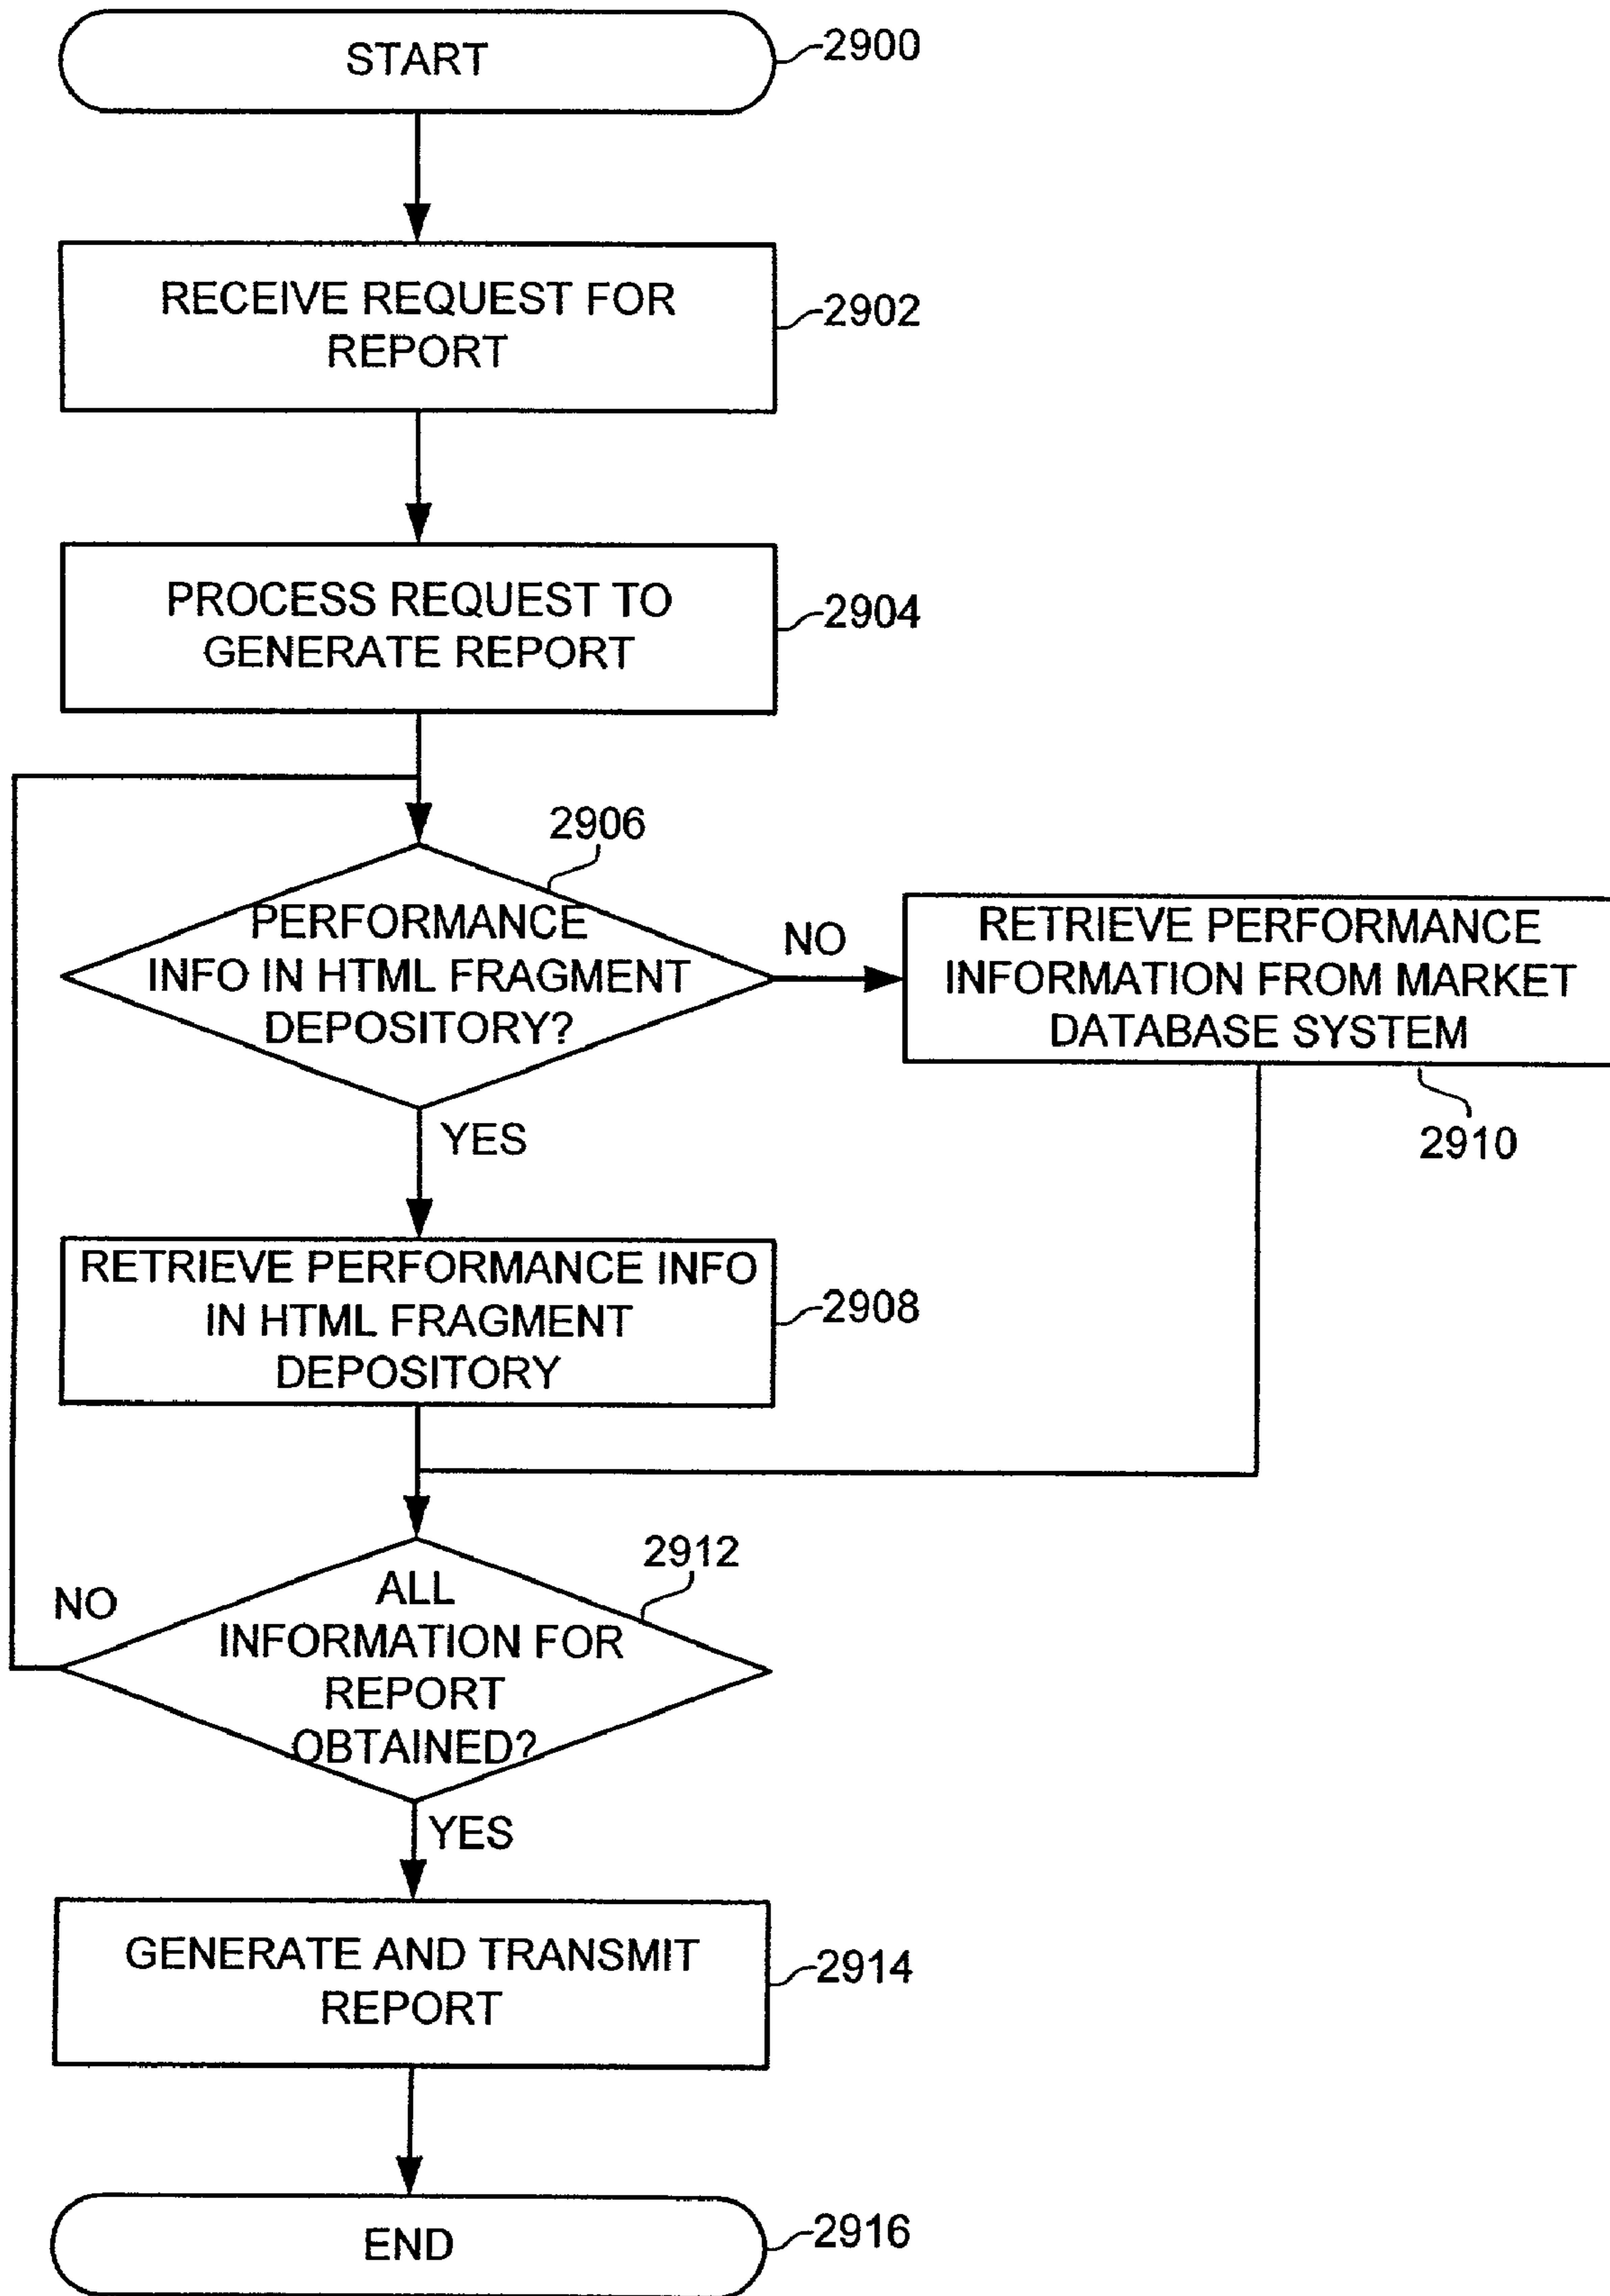 START
2900
RECEIVE REQUEST FOR
REPORT
2902
PROCESS REQUEST TO
GENERATE REPORT
2904
2906
PERFORMANCE
INFO IN HTML FRAGMENT
DEPOSITORY?
NO
RETRIEVE PERFORMANCE
INFORMATION FROM MARKET
DATABASE SYSTEM
2910
YES
RETRIEVE PERFORMANCE INFO
IN HTML FRAGMENT
DEPOSITORY
2908
2912
NO
ALL
INFORMATION FOR
REPORT
OBTAINED?
YES
GENERATE AND TRANSMIT
REPORT
2914
END
2916